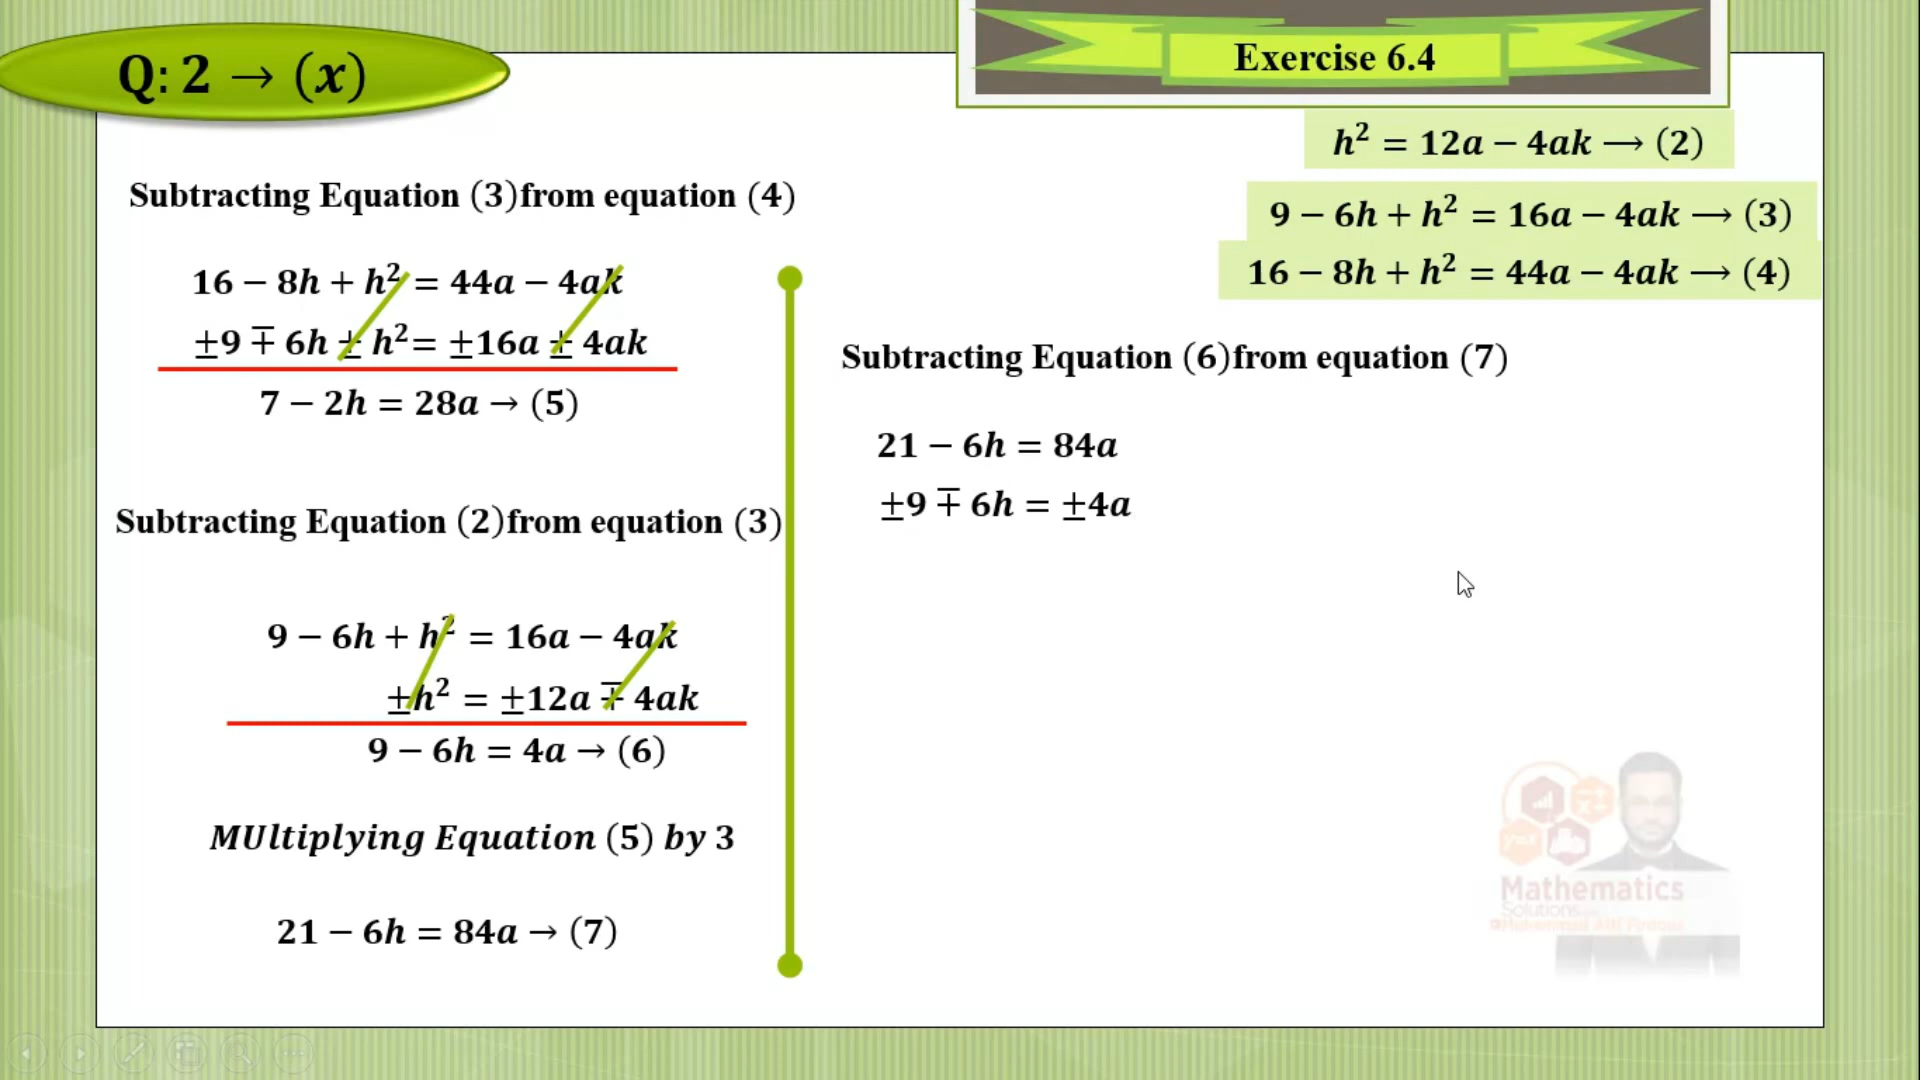 Q: 2 → (x)
Exercise 6.4
h² = 12a − 4ak ⟶ (2)
9 − 6h + h² = 16a − 4ak ⟶ (3)
16 − 8h + h² = 44a − 4ak ⟶ (4)
Subtracting Equation (3)from equation (4)
16 − 8h + h² = 44a − 4ak
±9 ∓ 6h ± h²= ±16a ± 4ak
7 − 2h = 28a → (5)
Subtracting Equation (2)from equation (3)
9 − 6h + h² = 16a − 4ak
±h² = ±12a ∓ 4ak
9 − 6h = 4a → (6)
MUltiplying Equation (5) by 3
21 − 6h = 84a → (7)
Subtracting Equation (6)from equation (7)
21 − 6h = 84a
±9 ∓ 6h = ±4a
Mathematics
Solutions